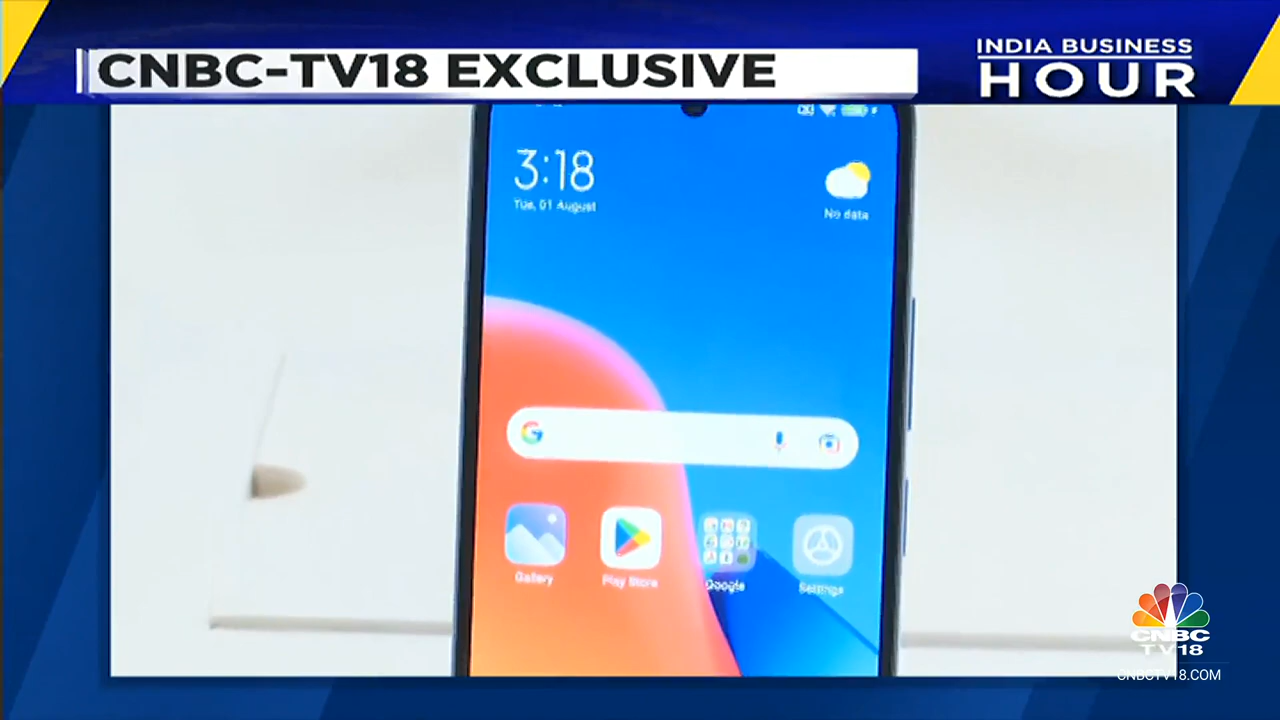 CNBC-TV18 EXCLUSIVE
INDIA BUSINESS
HOUR
3:18
Tue, 01 August
No data
Gallery
Play Store
Google
Settings
CNBC
TV18
CNBCTV18.COM